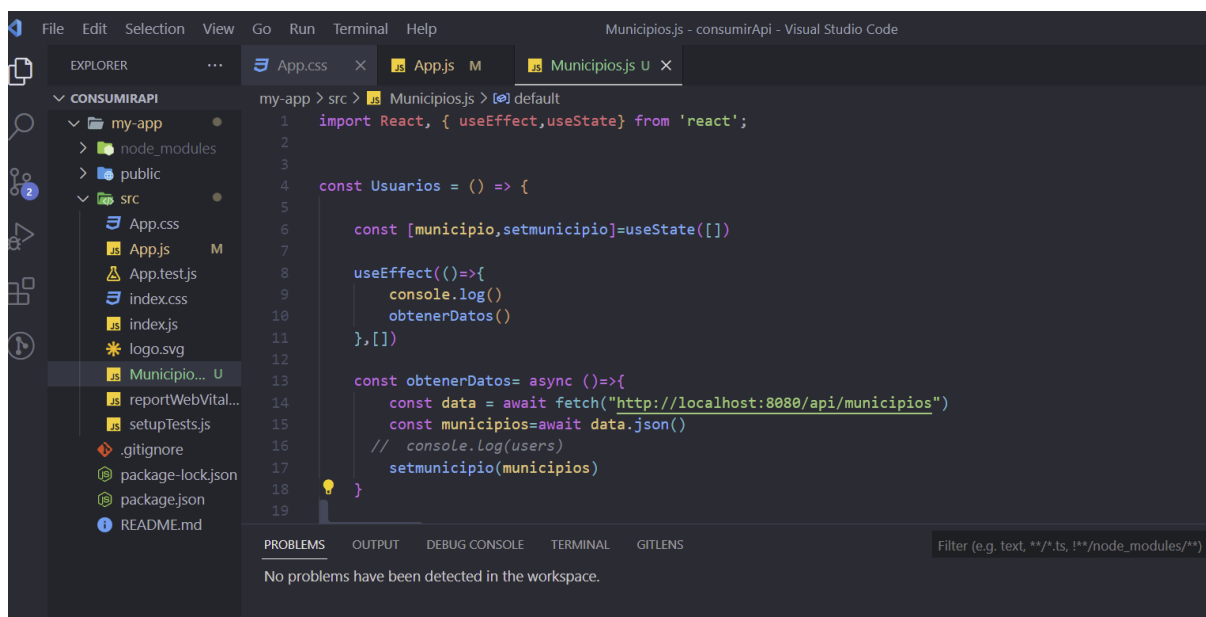 File Edit Selection View Go Run Terminal Help Municipios.js - consumirApi - Visual Studio Code
EXPLORER ... App.css App.js M Municipios.js U
CONSUMIRAPI
my-app
node_modules
public
src
App.css
App.js M
App.test.js
index.css
index.js
logo.svg
Municipio... U
reportWebVital...
setupTests.js
.gitignore
package-lock.json
package.json
README.md
2
my-app > src > JS Municipios.js > default
1 import React, { useEffect,useState} from 'react';
2
3
4 const Usuarios = () => {
5
6 const [municipio,setmunicipio]=useState([])
7
8 useEffect(()=>{
9 console.log()
10 obtenerDatos()
11 },[])
12
13 const obtenerDatos= async ()=>{
14 const data = await fetch("http://localhost:8080/api/municipios")
15 const municipios=await data.json()
16 // console.log(users)
17 setmunicipio(municipios)
18 }
19
PROBLEMS OUTPUT DEBUG CONSOLE TERMINAL GITLENS Filter (e.g. text, **/*.ts, !**/node_modules/**)
No problems have been detected in the workspace.